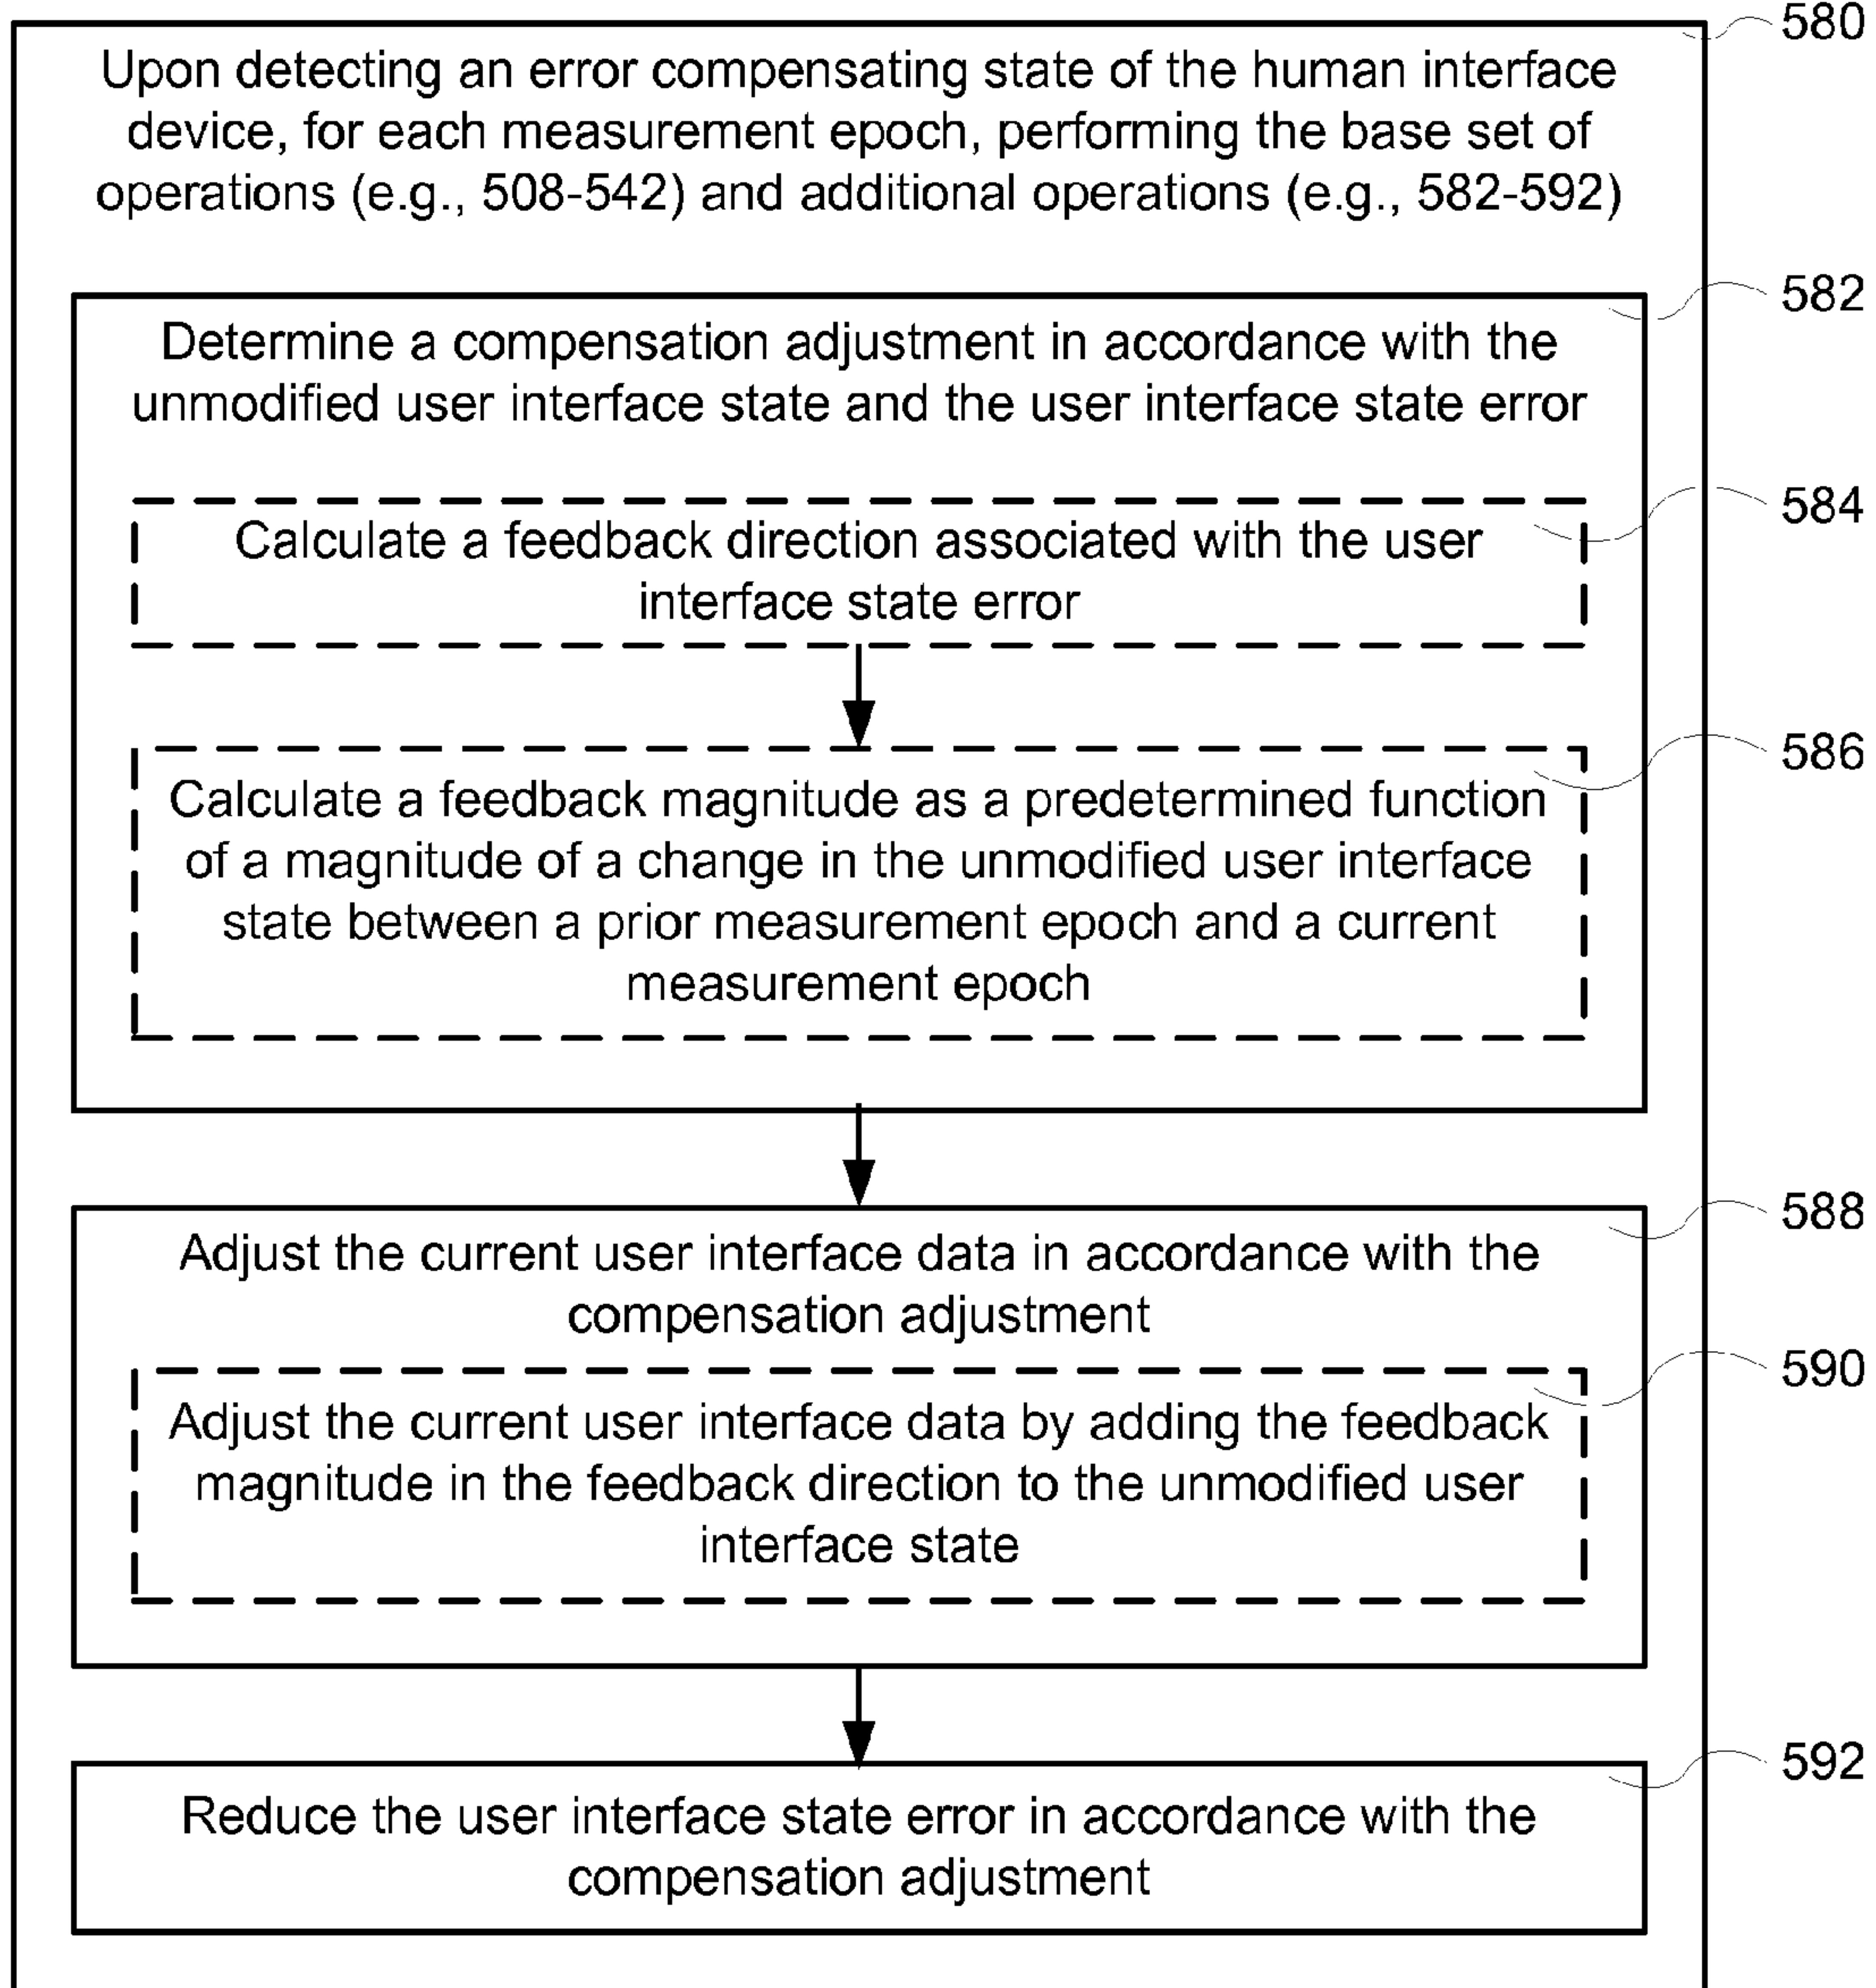 580
Upon detecting an error compensating state of the human interface
device, for each measurement epoch, performing the base set of
operations (e.g., 508-542) and additional operations (e.g., 582-592)
582
Determine a compensation adjustment in accordance with the
unmodified user interface state and the user interface state error
584
Calculate a feedback direction associated with the user
interface state error
586
Calculate a feedback magnitude as a predetermined function
of a magnitude of a change in the unmodified user interface
state between a prior measurement epoch and a current
measurement epoch
588
Adjust the current user interface data in accordance with the
compensation adjustment
590
Adjust the current user interface data by adding the feedback
magnitude in the feedback direction to the unmodified user
interface state
592
Reduce the user interface state error in accordance with the
compensation adjustment